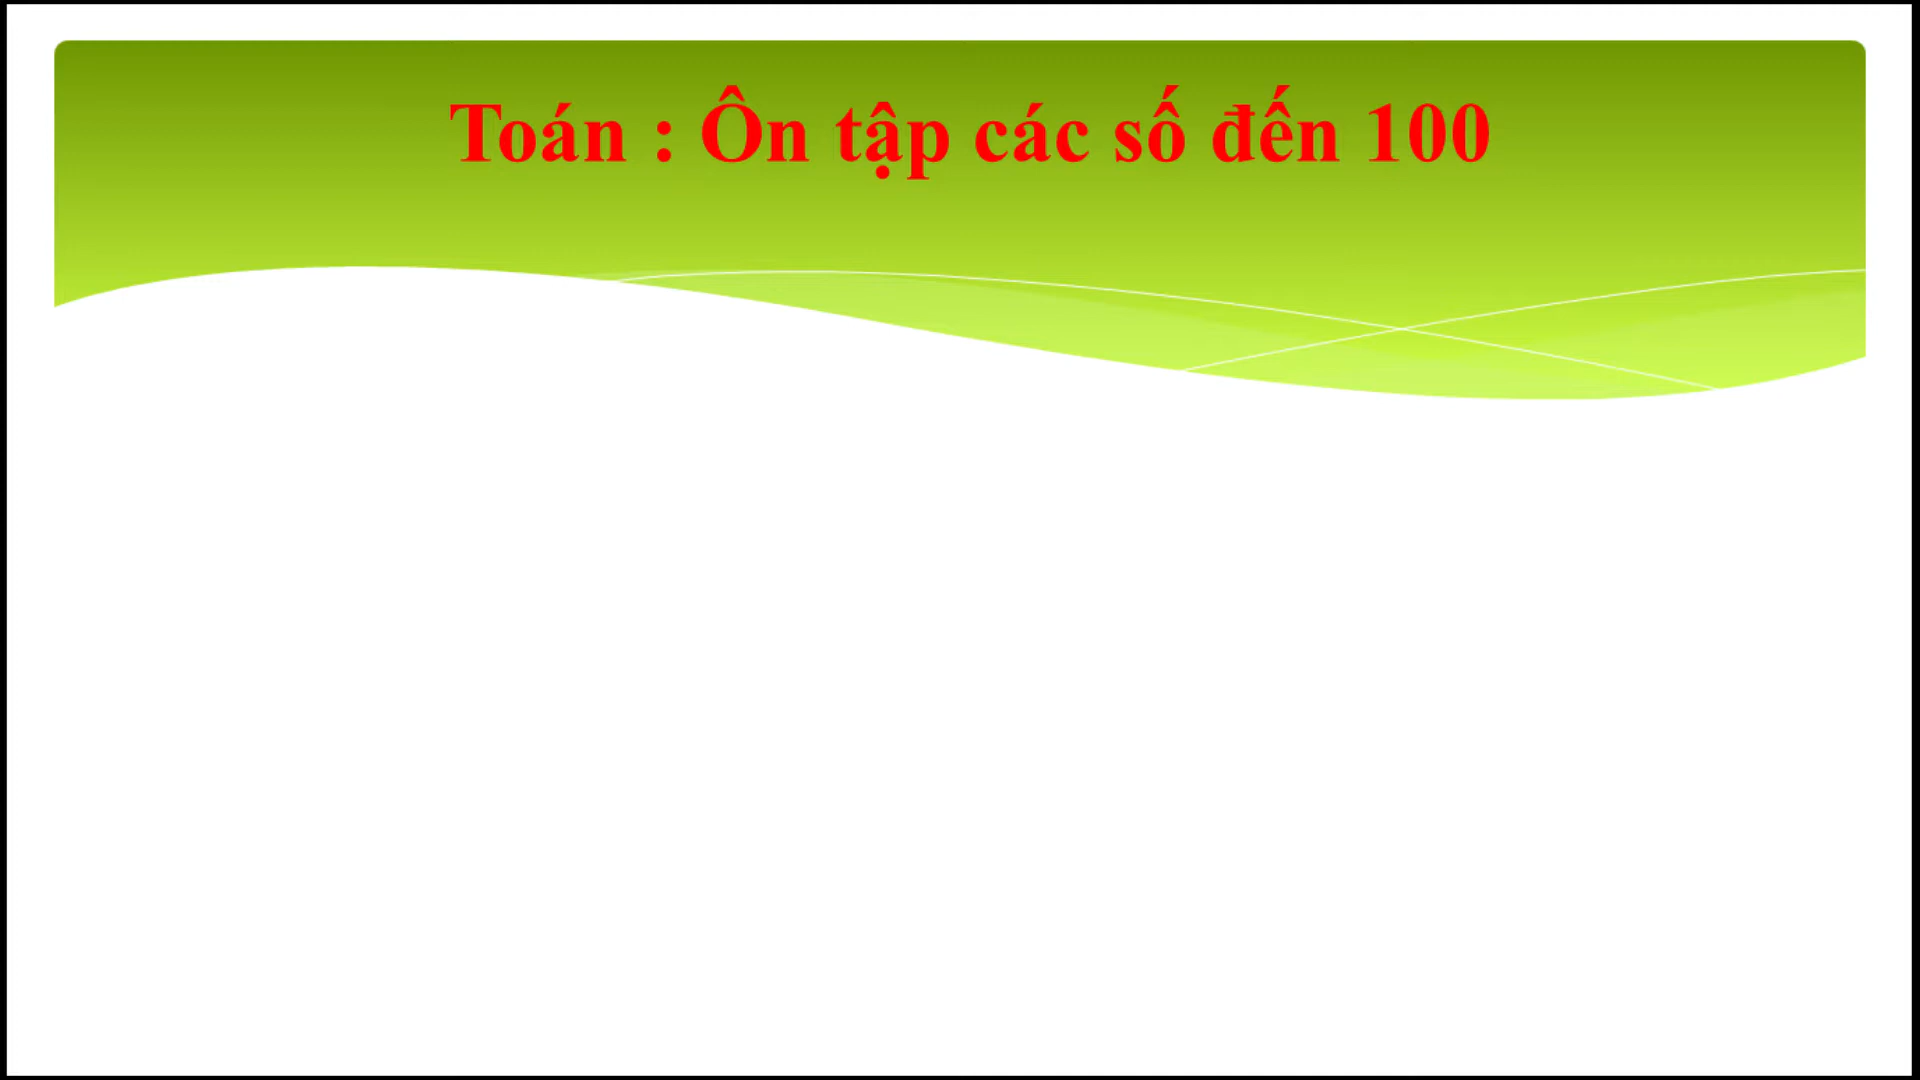 Toán : Ôn tập các số đến 100